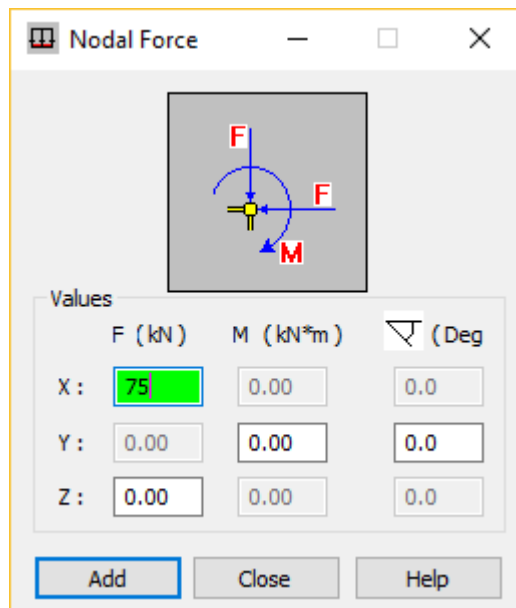 Nodal Force
F
F
M
Values
F (kN) M (kN*m) (Deg
X: 75 0.00 0.0
Y: 0.00 0.00 0.0
Z: 0.00 0.00 0.0
Add Close Help